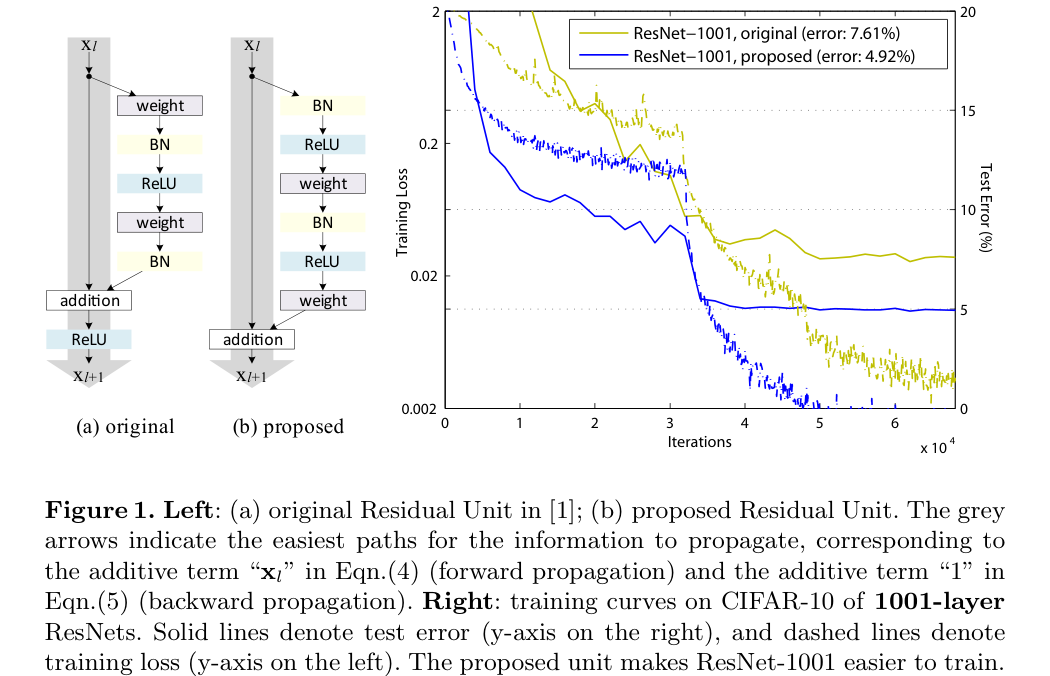 xl
weight
BN
ReLU
weight
BN
addition
ReLU
xl+1
(a) original
xl
BN
ReLU
weight
BN
ReLU
weight
addition
xl+1
(b) proposed
2
0.2
0.02
0.002
Training Loss
20
15
10
5
0
Test Error (%)
0 1 2 3 4 5 6
Iterations
x 10 4
ResNet−1001, original (error: 7.61%)
ResNet−1001, proposed (error: 4.92%)
Figure 1. Left: (a) original Residual Unit in [1]; (b) proposed Residual Unit. The grey
arrows indicate the easiest paths for the information to propagate, corresponding to
the additive term “xl” in Eqn.(4) (forward propagation) and the additive term “1” in
Eqn.(5) (backward propagation). Right: training curves on CIFAR-10 of 1001-layer
ResNets. Solid lines denote test error (y-axis on the right), and dashed lines denote
training loss (y-axis on the left). The proposed unit makes ResNet-1001 easier to train.